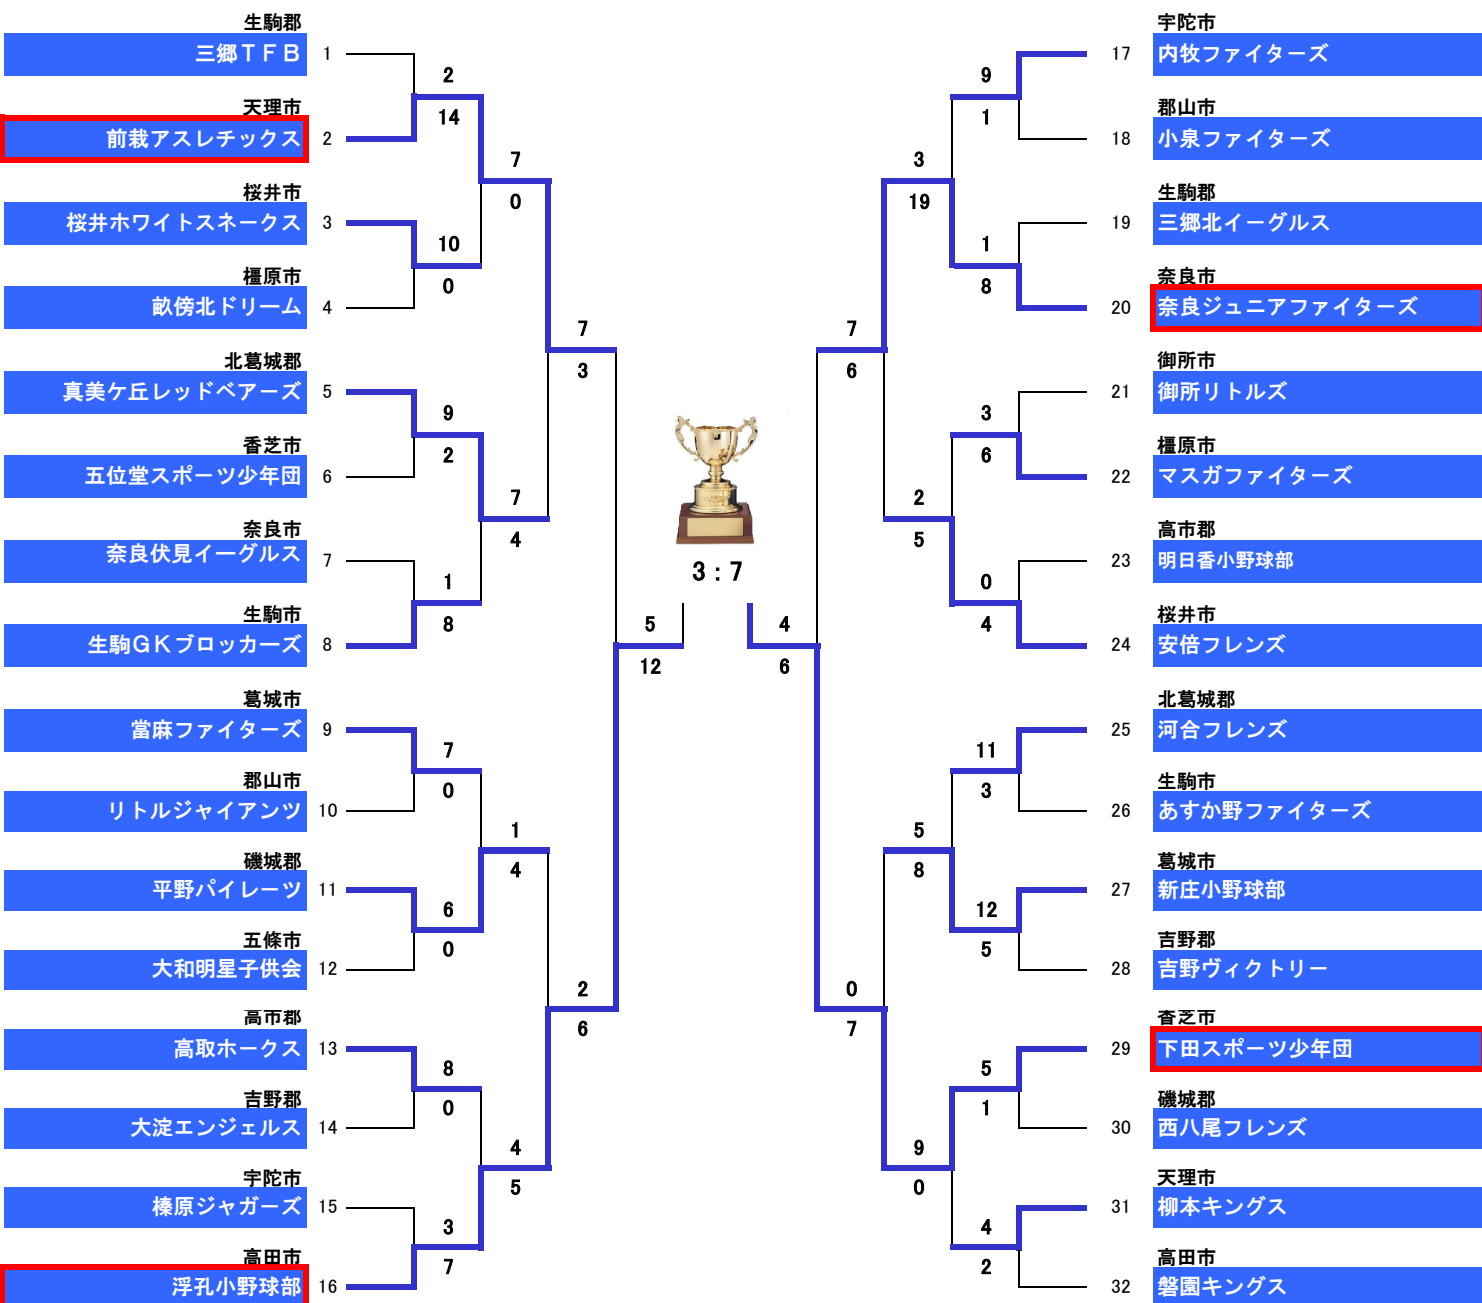 生駒郡
三郷ＴＦＢ 1
2
天理市
14
前栽アスレチックス 2
7
桜井市
0
桜井ホワイトスネークス 3
10
橿原市
0
畝傍北ドリーム 4
7
北葛城郡
3
真美ケ丘レッドベアーズ 5
9
香芝市
2
五位堂スポーツ少年団 6
7
奈良市
4
奈良伏見イーグルス 7
1
生駒市
8
生駒ＧＫブロッカーズ 8
5
12
葛城市
當麻ファイターズ 9
7
郡山市
0
リトルジャイアンツ 10
1
磯城郡
4
平野パイレーツ 11
6
五條市
0
大和明星子供会 12
2
高市郡
6
高取ホークス 13
8
吉野郡
0
大淀エンジェルス 14
4
宇陀市
5
榛原ジャガーズ 15
3
高田市
7
浮孔小野球部 16
3 : 7
宇陀市
17 内牧ファイターズ
9
郡山市
1
18 小泉ファイターズ
3
生駒郡
19
19 三郷北イーグルス
1
奈良市
8
20 奈良ジュニアファイターズ
7
御所市
6
21 御所リトルズ
3
橿原市
6
22 マスガファイターズ
2
高市郡
5
23 明日香小野球部
0
桜井市
4
24 安倍フレンズ
4
6
北葛城郡
25 河合フレンズ
11
生駒市
3
26 あすか野ファイターズ
5
葛城市
8
27 新庄小野球部
12
吉野郡
5
28 吉野ヴィクトリー
0
香芝市
7
29 下田スポーツ少年団
5
磯城郡
1
30 西八尾フレンズ
9
天理市
0
31 柳本キングス
4
高田市
2
32 磐園キングス